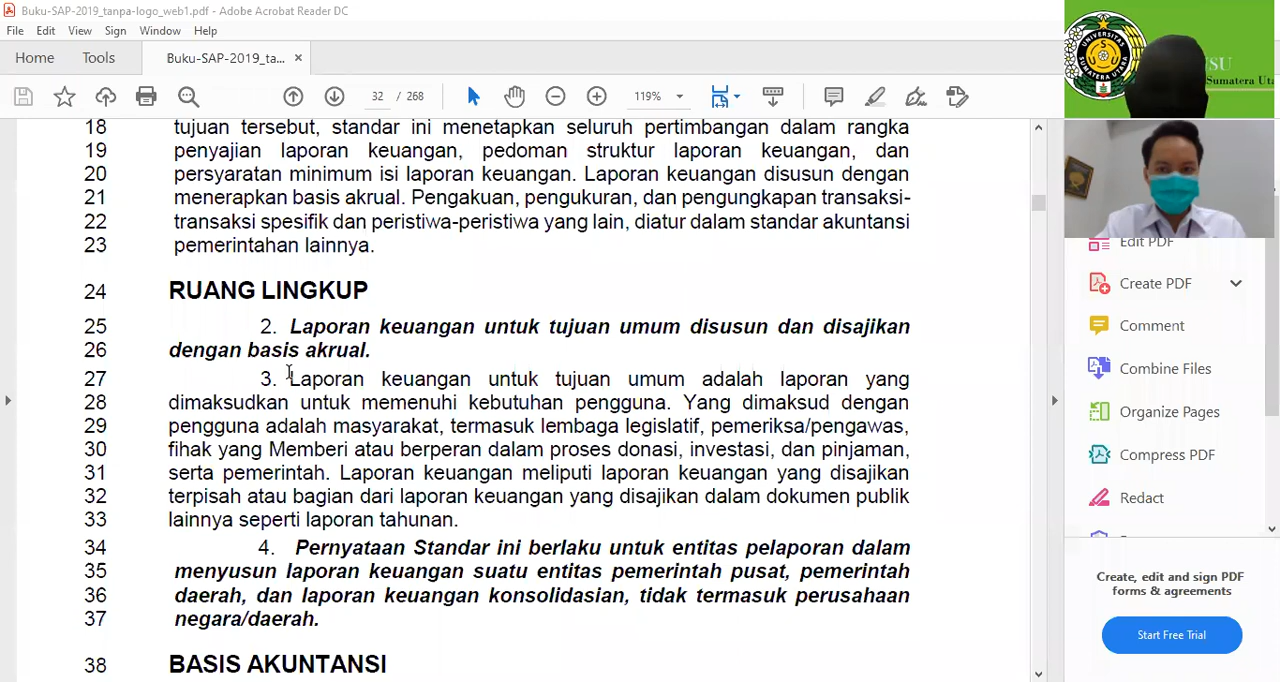 Buku-SAP-2019_tanpa-logo_web1.pdf - Adobe Acrobat Reader DC
File Edit View Sign Window Help
Home Tools Buku-SAP-2019_ta... ×
32 / 268 119%
18 tujuan tersebut, standar ini menetapkan seluruh pertimbangan dalam rangka
19 penyajian laporan keuangan, pedoman struktur laporan keuangan, dan
20 persyaratan minimum isi laporan keuangan. Laporan keuangan disusun dengan
21 menerapkan basis akrual. Pengakuan, pengukuran, dan pengungkapan transaksi-
22 transaksi spesifik dan peristiwa-peristiwa yang lain, diatur dalam standar akuntansi
23 pemerintahan lainnya.
24 RUANG LINGKUP
25 2. Laporan keuangan untuk tujuan umum disusun dan disajikan
26 dengan basis akrual.
27 3. Laporan keuangan untuk tujuan umum adalah laporan yang
28 dimaksudkan untuk memenuhi kebutuhan pengguna. Yang dimaksud dengan
29 pengguna adalah masyarakat, termasuk lembaga legislatif, pemeriksa/pengawas,
30 fihak yang Memberi atau berperan dalam proses donasi, investasi, dan pinjaman,
31 serta pemerintah. Laporan keuangan meliputi laporan keuangan yang disajikan
32 terpisah atau bagian dari laporan keuangan yang disajikan dalam dokumen publik
33 lainnya seperti laporan tahunan.
34 4. Pernyataan Standar ini berlaku untuk entitas pelaporan dalam
35 menyusun laporan keuangan suatu entitas pemerintah pusat, pemerintah
36 daerah, dan laporan keuangan konsolidasian, tidak termasuk perusahaan
37 negara/daerah.
38 BASIS AKUNTANSI
UNIVERSITAS
SUMATERA UTARA
USU
Sumatera Uta
Edit PDF
Create PDF
Comment
Combine Files
Organize Pages
Compress PDF
Redact
Create, edit and sign PDF
forms & agreements
Start Free Trial